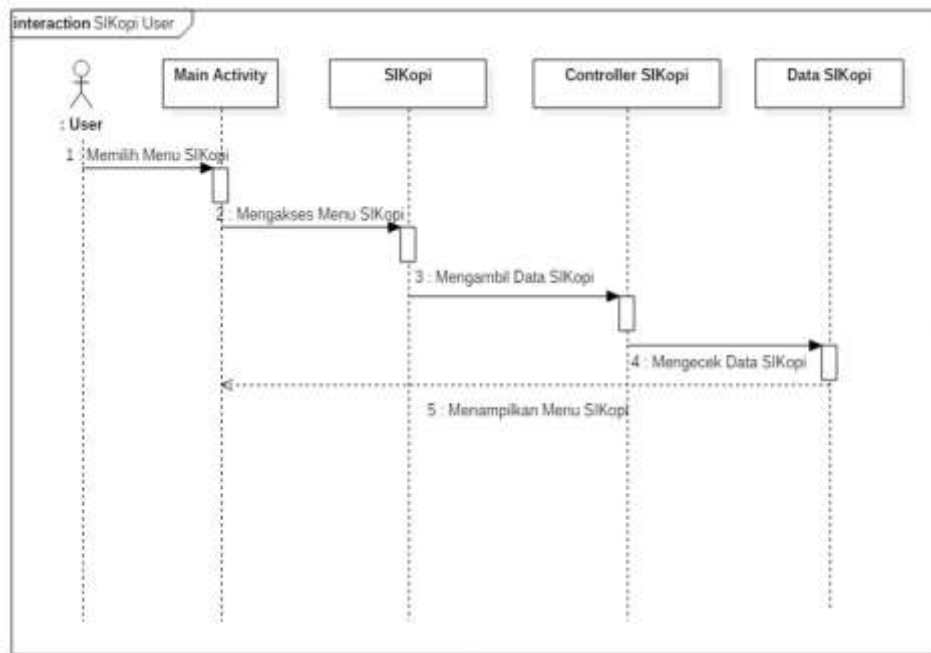 interaction SIKopi User
Main Activity
SIKopi
Controller SIKopi
Data SIKopi
: User
1 : Memilih Menu SIKopi
2 : Mengakses Menu SIKopi
3 : Mengambil Data SIKopi
4 : Mengecek Data SIKopi
5 : Menampilkan Menu SIKopi